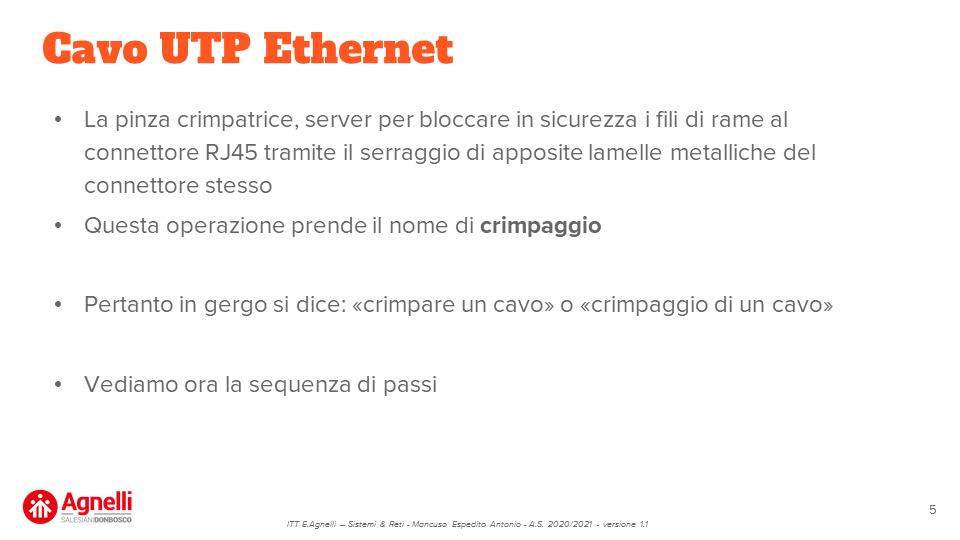 Cavo UTP Ethernet
• La pinza crimpatrice, server per bloccare in sicurezza i fili di rame al
connettore RJ45 tramite il serraggio di apposite lamelle metalliche del
connettore stesso
• Questa operazione prende il nome di crimpaggio
• Pertanto in gergo si dice: «crimpare un cavo» o «crimpaggio di un cavo»
• Vediamo ora la sequenza di passi
Agnelli
SALESIANI DONBOSCO
ITT E.Agnelli – Sistemi & Reti - Mancuso Espedito Antonio - A.S. 2020/2021 - versione 1.1
5